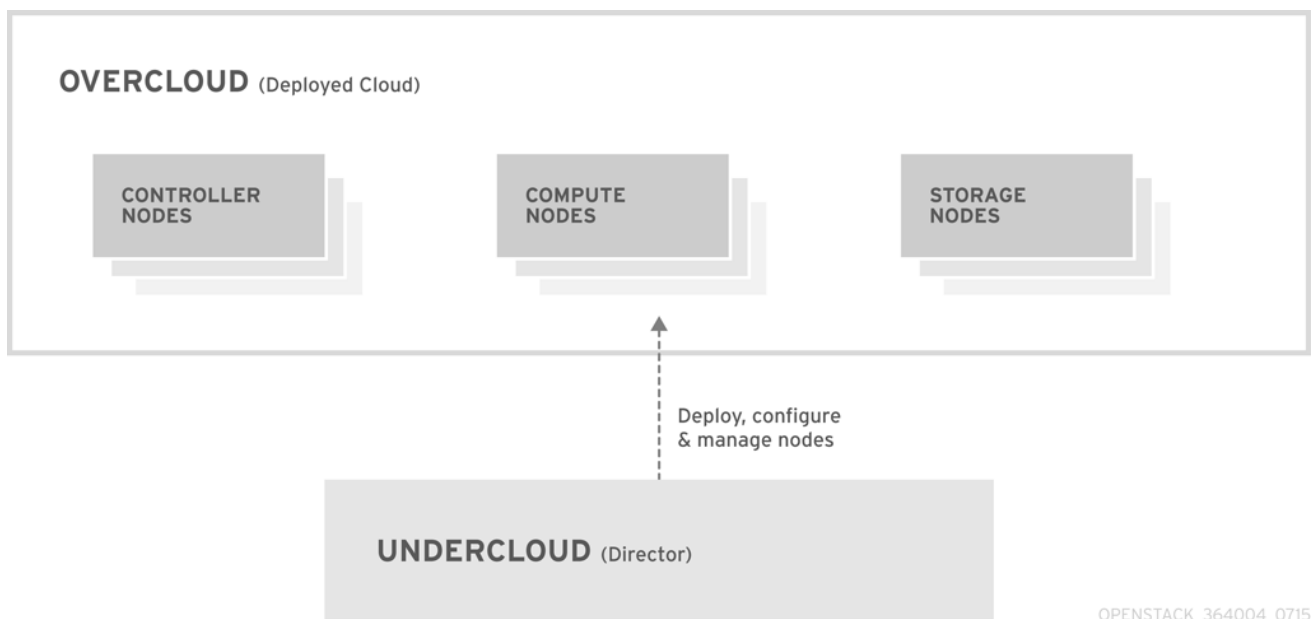 OVERCLOUD (Deployed Cloud)
CONTROLLER
NODES
COMPUTE
NODES
STORAGE
NODES
Deploy, configure
& manage nodes
UNDERCLOUD (Director)
OPENSTACK_364004_0715